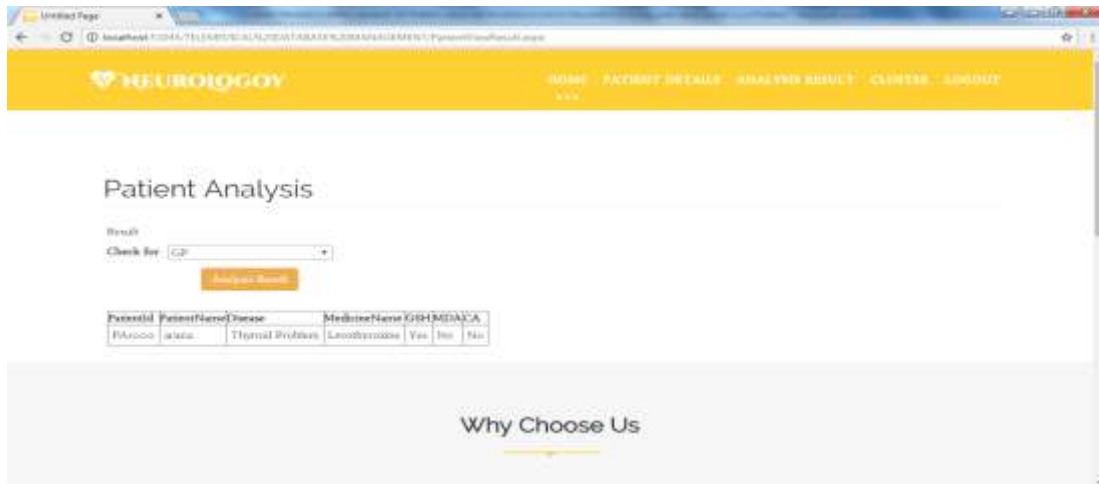 Untitled Page
NEUROLOGOY
HOME PATIENT DETAILS ANALYSIS RESULT CLUSTER LOGOUT
Patient Analysis
Result
Check for GP
Analysis Result
PatientId PatientName Disease MedicineName GSH MDA CA
Thyroid Problem Yes No No
Why Choose Us